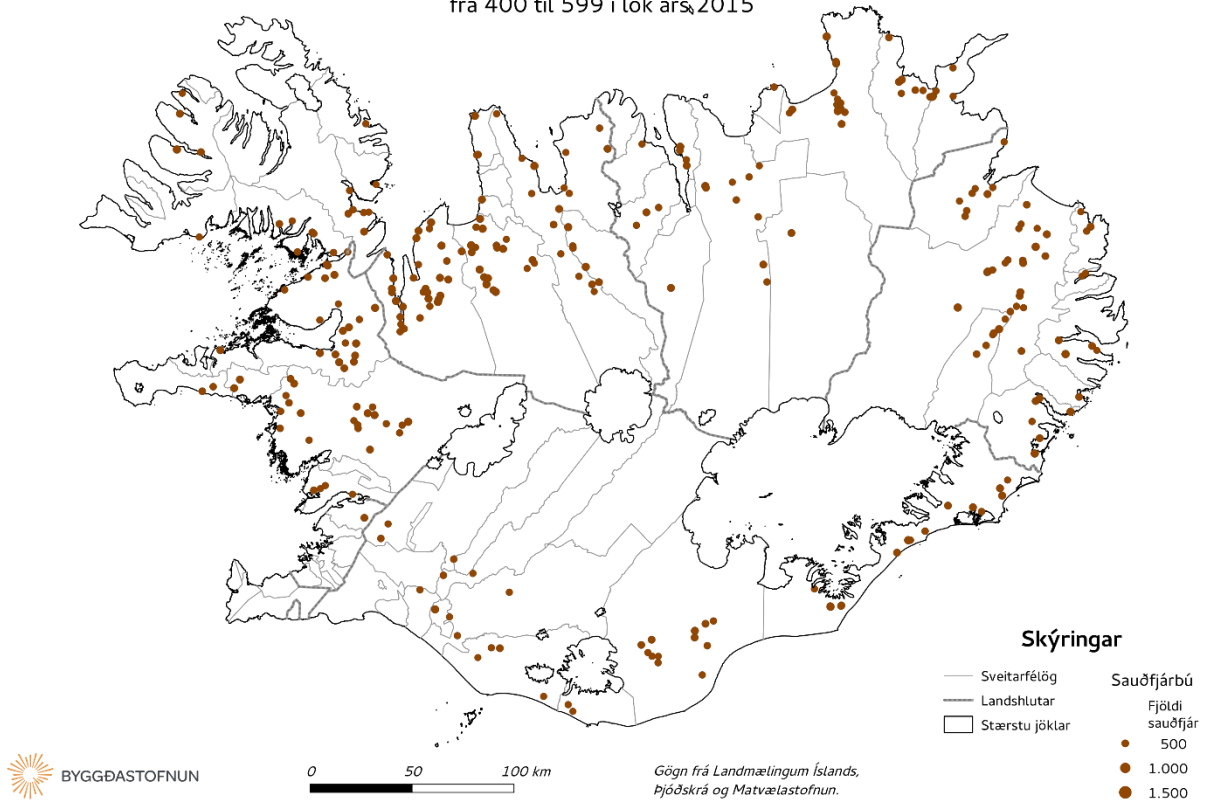 frá 400 til 599 í lok árs 2015
Skýringar
Sveitarfélög
Landshlutar
Stærstu jöklar
Sauðfjárbú
Fjöldi
sauðfjár
500
1.000
1.500
BYGGÐASTOFNUN
0 50 100 km
Gögn frá Landmælingum Íslands,
Þjóðskrá og Matvælastofnun.